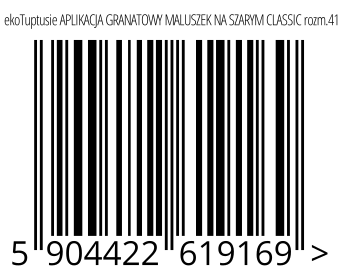 ekoTuptusie APLIKACJA GRANATOWY MALUSZEK NA SZARYM CLASSIC rozm.41
5 904422 619169 >